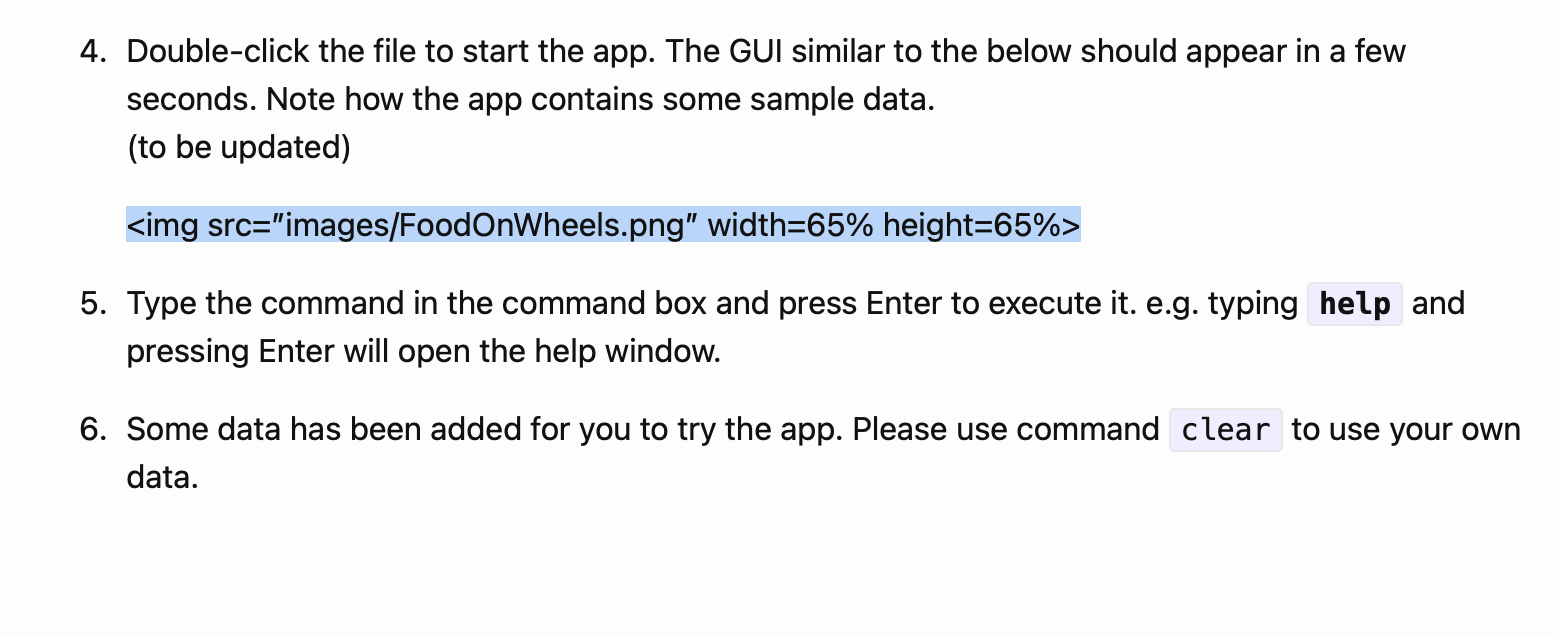 4. Double-click the file to start the app. The GUI similar to the below should appear in a few
seconds. Note how the app contains some sample data.
(to be updated)
<img src=”images/FoodOnWheels.png” width=65% height=65%>
5. Type the command in the command box and press Enter to execute it. e.g. typing help and
pressing Enter will open the help window.
6. Some data has been added for you to try the app. Please use command clear to use your own
data.